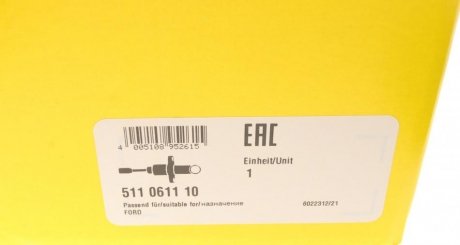 4 005108 952615
EAC
Einheit/Unit
1
511 0611 10
Passend für/suitable for/назначение
FORD
6022312/21